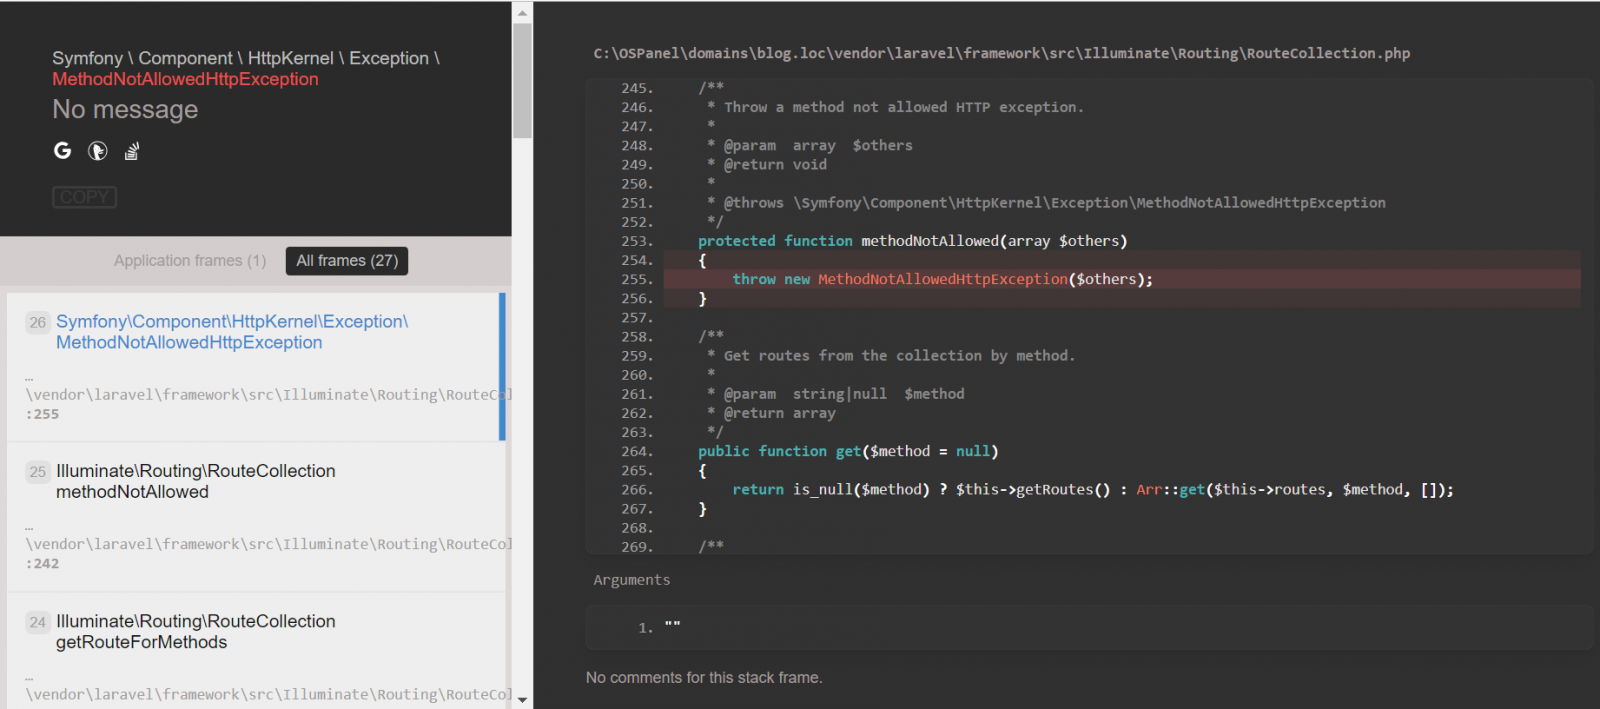 Symfony \ Component \ HttpKernel \ Exception \
MethodNotAllowedHttpException
No message
COPY
Application frames (1)
All frames (27)
26 Symfony\Component\HttpKernel\Exception\
MethodNotAllowedHttpException
…
\vendor\laravel\framework\src\Illuminate\Routing\RouteCol
:255
25 Illuminate\Routing\RouteCollection
methodNotAllowed
…
\vendor\laravel\framework\src\Illuminate\Routing\RouteCol
:242
24 Illuminate\Routing\RouteCollection
getRouteForMethods
…
\vendor\laravel\framework\src\Illuminate\Routing\RouteCol
C:\OSPanel\domains\blog.loc\vendor\laravel\framework\src\Illuminate\Routing\RouteCollection.php
245. /**
246. * Throw a method not allowed HTTP exception.
247. *
248. * @param  array  $others
249. * @return void
250. *
251. * @throws \Symfony\Component\HttpKernel\Exception\MethodNotAllowedHttpException
252. */
253. protected function methodNotAllowed(array $others)
254. {
255. throw new MethodNotAllowedHttpException($others);
256. }
257.
258. /**
259. * Get routes from the collection by method.
260. *
261. * @param  string|null  $method
262. * @return array
263. */
264. public function get($method = null)
265. {
266. return is_null($method) ? $this->getRoutes() : Arr::get($this->routes, $method, []);
267. }
268.
269. /**
Arguments
1. ""
No comments for this stack frame.